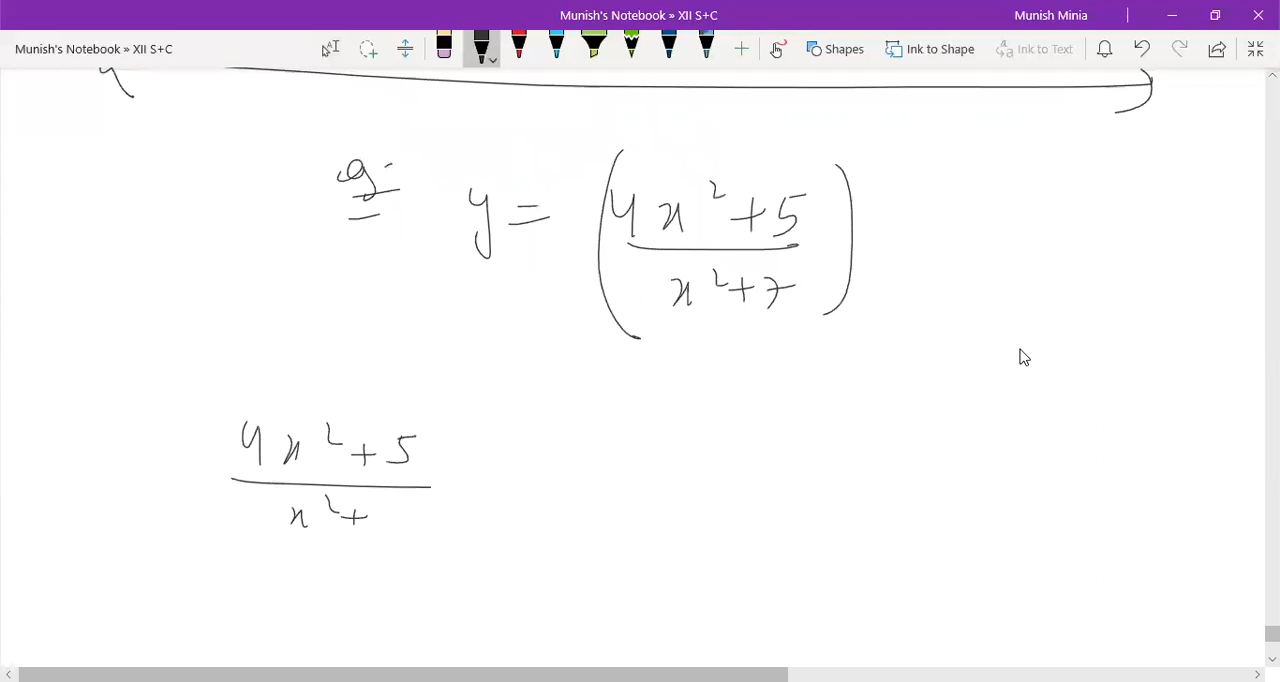 Munish's Notebook » XII S+C
Munish Minia
Munish's Notebook » XII S+C
Shapes
Ink to Shape
Ink to Text
eg.
y = (4x² + 5
x² + 7)
4x² + 5
x² +